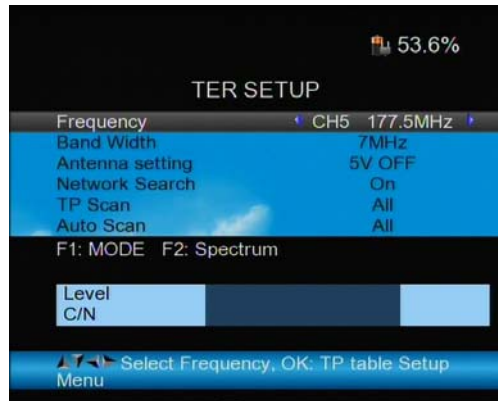 53.6%
TER SETUP
Frequency CH5 177.5MHz
Band Width 7MHz
Antenna setting 5V OFF
Network Search On
TP Scan All
Auto Scan All
F1: MODE F2: Spectrum
Level
C/N
Select Frequency, OK: TP table Setup
Menu